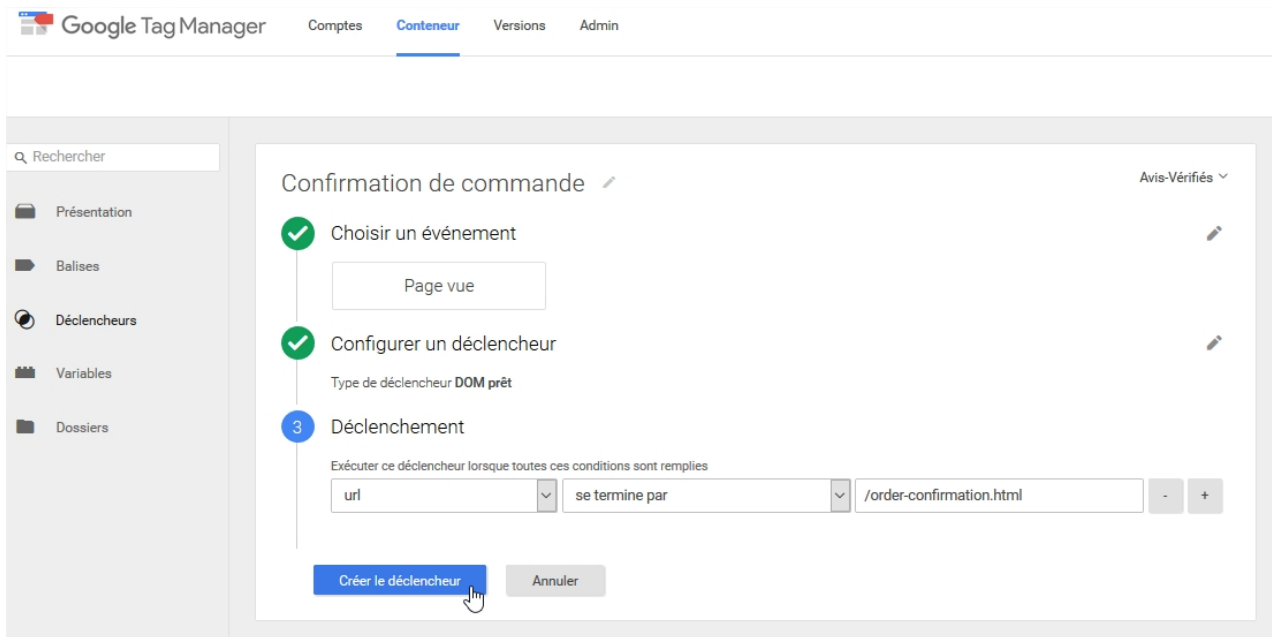 Google Tag Manager Comptes Conteneur Versions Admin
Rechercher
Présentation
Balises
Déclencheurs
Variables
Dossiers
Confirmation de commande
Avis-Vérifiés
Choisir un événement
Page vue
Configurer un déclencheur
Type de déclencheur DOM prêt
3 Déclenchement
Exécuter ce déclencheur lorsque toutes ces conditions sont remplies
url se termine par /order-confirmation.html - +
Créer le déclencheur Annuler